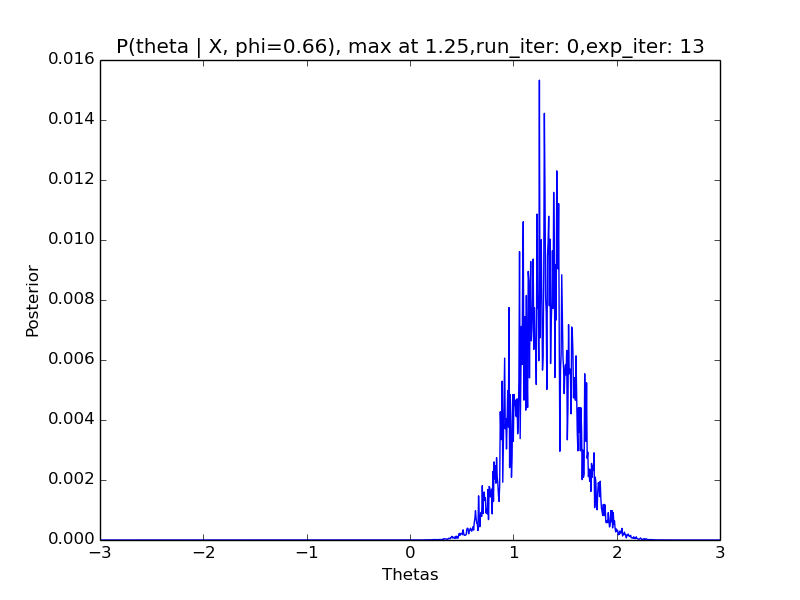 P(theta | X, phi=0.66), max at 1.25,run_iter: 0,exp_iter: 13
0.016
0.014
0.012
0.010
0.008
0.006
0.004
0.002
0.000
Posterior
−3 −2 −1 0 1 2 3
Thetas